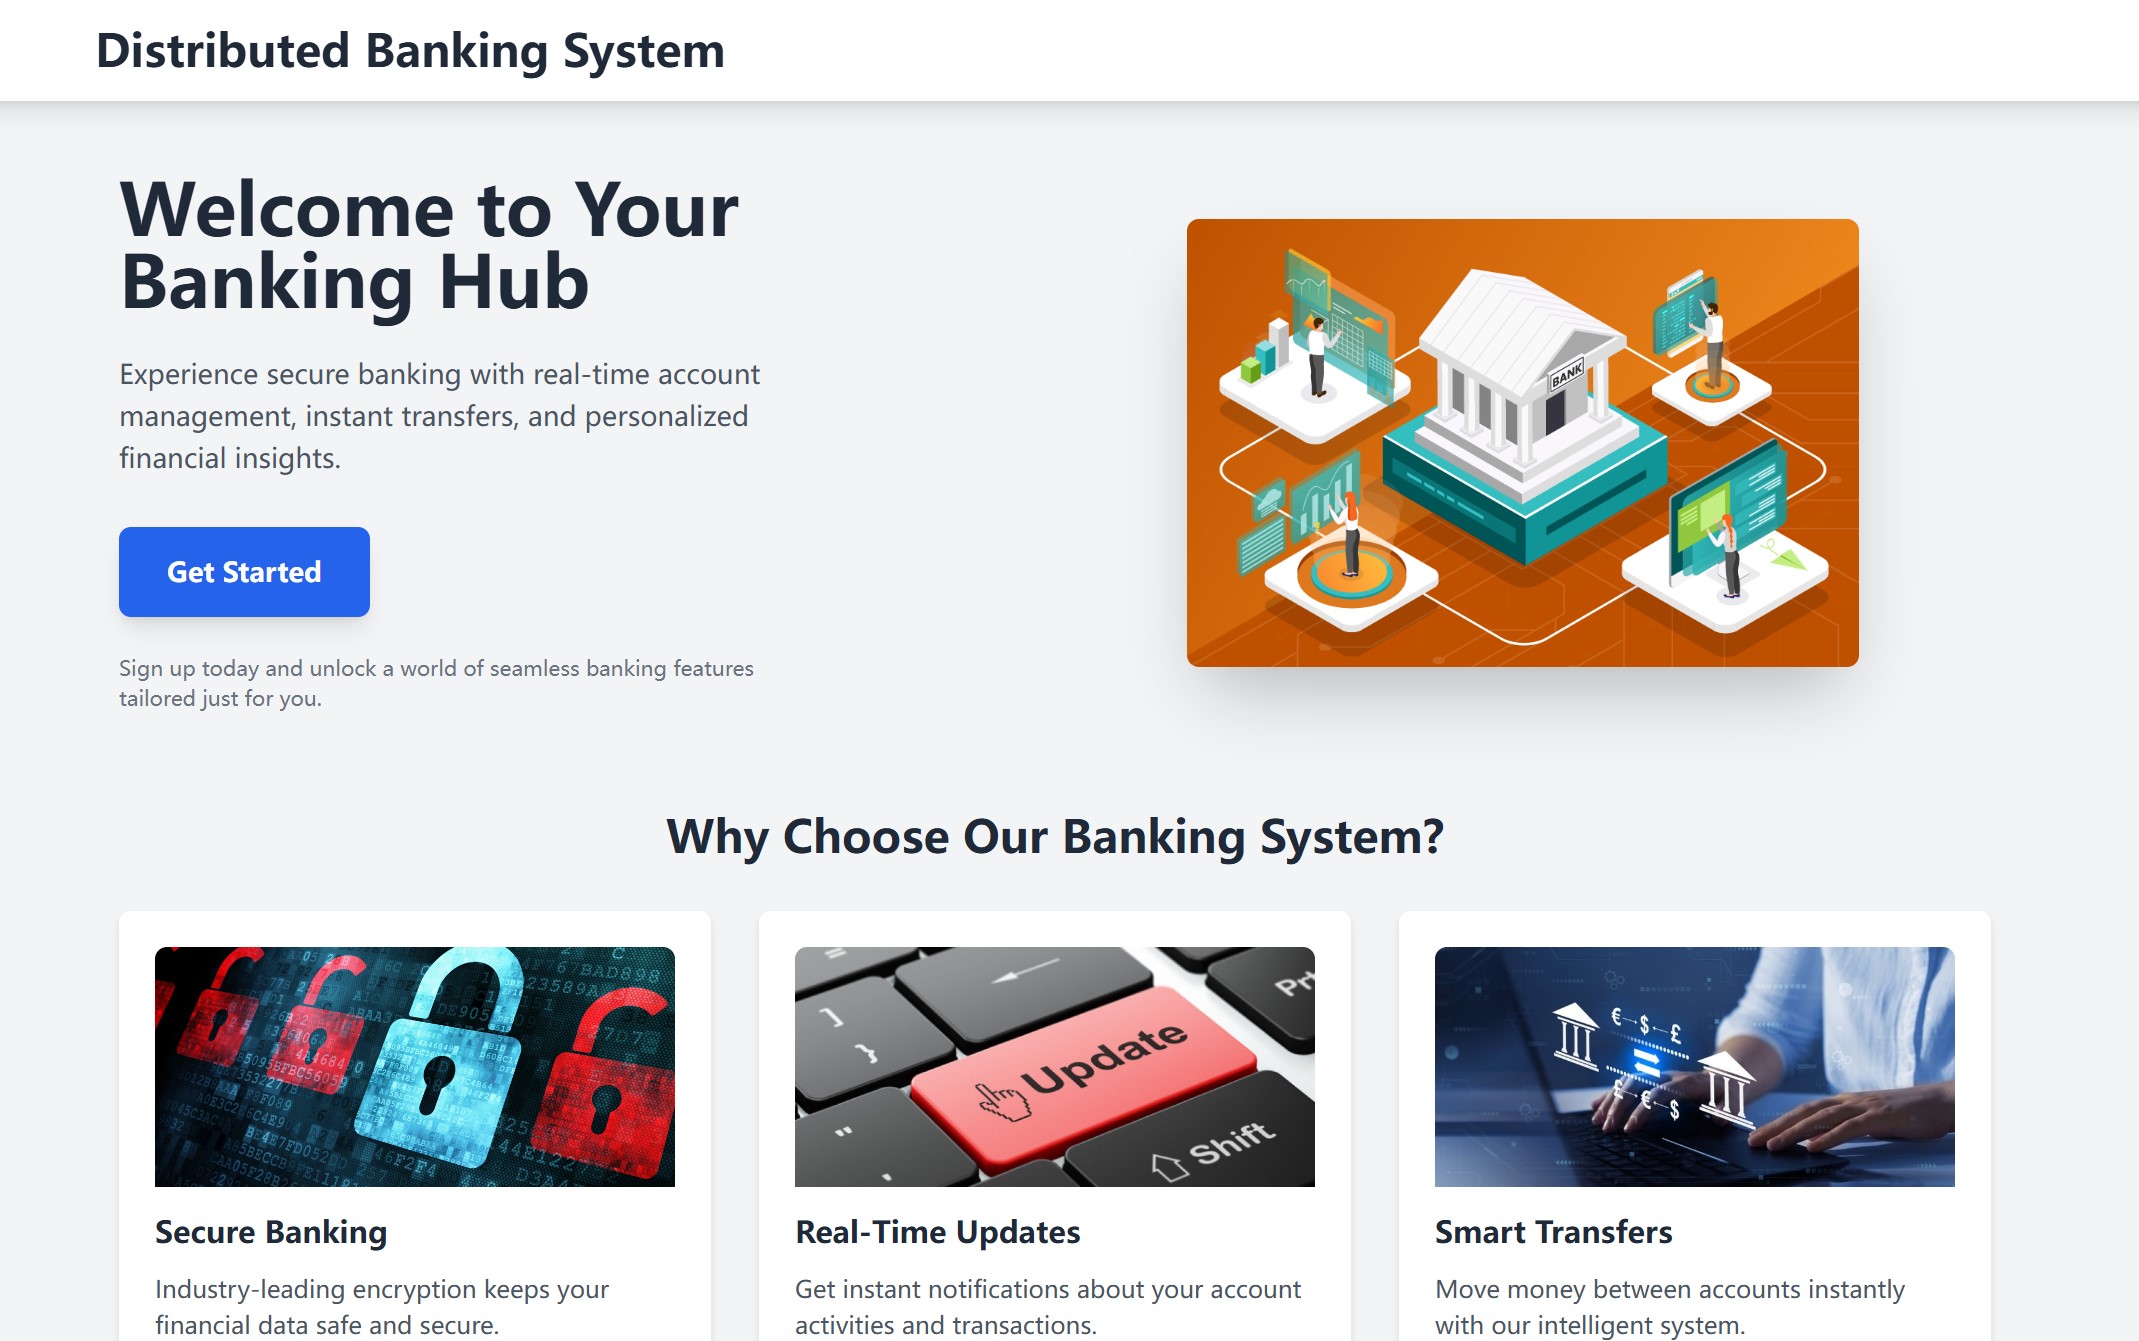 Distributed Banking System
Welcome to Your
Banking Hub
Experience secure banking with real-time account
management, instant transfers, and personalized
financial insights.
Get Started
Sign up today and unlock a world of seamless banking features
tailored just for you.
BANK
Why Choose Our Banking System?
Update
Shift
Secure Banking
Industry-leading encryption keeps your
financial data safe and secure.
Real-Time Updates
Get instant notifications about your account
activities and transactions.
Smart Transfers
Move money between accounts instantly
with our intelligent system.